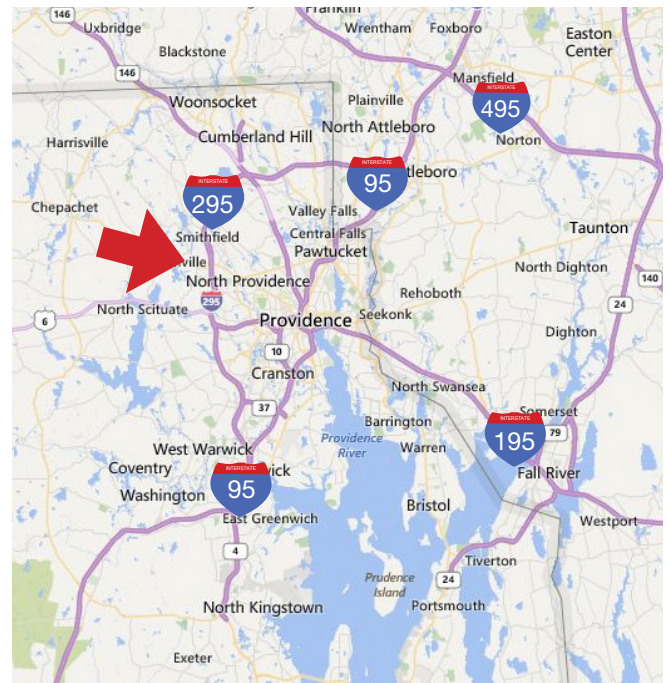 Franklin
146
Uxbridge
Wrentham
Foxboro
Easton
Center
Blackstone
146
Mansfield
Woonsocket
Plainville
INTERSTATE
495
Cumberland Hill
North Attleboro
Harrisville
Norton
INTERSTATE
295
INTERSTATE
95
tleboro
Chepachet
Valley Falls
Central Falls
Smithfield
Pawtucket
Taunton
ville
North Providence
North Dighton
140
Rehoboth
295
North Scituate
6
Providence
Seekonk
24
Dighton
10
Cranston
North Swansea
37
Barrington
Somerset
INTERSTATE
195
79
Providence
River
Warren
West Warwick
Coventry
INTERSTATE
95
wick
Fall River
Washington
Bristol
East Greenwich
Westport
4
Tiverton
Prudence
Island
24
North Kingstown
Portsmouth
Exeter